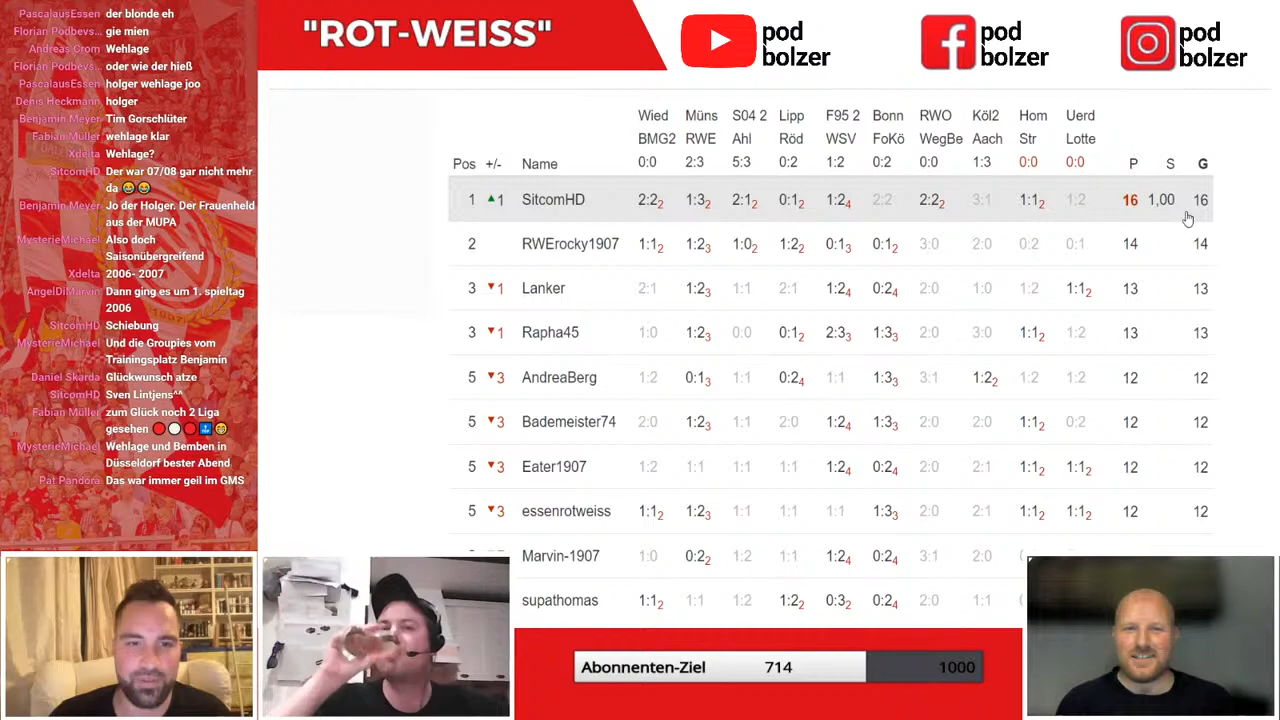 PascalausEssen der blonde eh
Florian Podbevs... gie mien
Andreas Crom Wehlage
Florian Podbevs... oder wie der hieß
PascalausEssen holger wehlage joo
Denis Heckmann holger
Benjamin Meyer Tim Gorschlüter
Fabian Müller wehlage klar
Xdelta Wehlage?
SitcomHD Der war 07/08 gar nicht mehr
da 😂😂
Benjamin Meyer Jo der Holger. Der Frauenheld
aus der MUPA
MysterieMichael Also doch
Saisonübergreifend
Xdelta 2006- 2007
AngelDiMarvin Dann ging es um 1. spieltag
2006
SitcomHD Schiebung
MysterieMichael Und die Groupies vom
Trainingsplatz Benjamin
Daniel Skarda Glückwunsch atze
SitcomHD Sven Lintjens^^
Fabian Müller zum Glück noch 2 Liga
gesehen 🔴⚪🔴
MysterieMichael Wehlage und Bemben in
Düsseldorf bester Abend
Pat Pandora Das war immer geil im GMS
"ROT-WEISS"
pod
bolzer
pod
bolzer
pod
bolzer
Wied Müns S04 2 Lipp F95 2 Bonn RWO Köl2 Hom Uerd
BMG2 RWE Ahl Röd WSV FoKö WegBe Aach Str Lotte
0:0 2:3 5:3 0:2 1:2 0:2 0:0 1:3 0:0 0:0
Pos +/- Name P S G
1 ▲1 SitcomHD 2:2₂ 1:3₂ 2:1₂ 0:1₂ 1:2₄ 2:2 2:2₂ 3:1 1:1₂ 1:2 16 1,00 16
2 RWErocky1907 1:1₂ 1:2₃ 1:0₂ 1:2₂ 0:1₃ 0:1₂ 3:0 2:0 0:2 0:1 14 14
3 ▼1 Lanker 2:1 1:2₃ 1:1 2:1 1:2₄ 0:2₄ 2:0 1:0 1:2 1:1₂ 13 13
3 ▼1 Rapha45 1:0 1:2₃ 0:0 0:1₂ 2:3₃ 1:3₃ 2:0 3:0 1:1₂ 1:2 13 13
5 ▼3 AndreaBerg 1:2 0:1₃ 1:1 0:2₄ 1:1 1:3₃ 3:1 1:2₂ 1:2 1:2 12 12
5 ▼3 Bademeister74 2:0 1:2₃ 1:1 2:0 1:2₄ 1:3₃ 2:0 2:0 1:1₂ 0:2 12 12
5 ▼3 Eater1907 1:2 1:1 1:1 1:1 1:2₄ 0:2₄ 2:0 2:1 1:1₂ 1:1₂ 12 12
5 ▼3 essenrotweiss 1:1₂ 1:2₃ 1:1 1:1 1:1 1:3₃ 2:0 2:1 1:1₂ 1:1₂ 12 12
Marvin-1907 1:0 0:2₂ 1:2 1:1 1:2₄ 0:2₄ 3:1 2:0
supathomas 1:1₂ 1:1 1:2 1:2₂ 0:3₂ 0:2₄ 2:0 1:1
Abonnenten-Ziel 714 1000